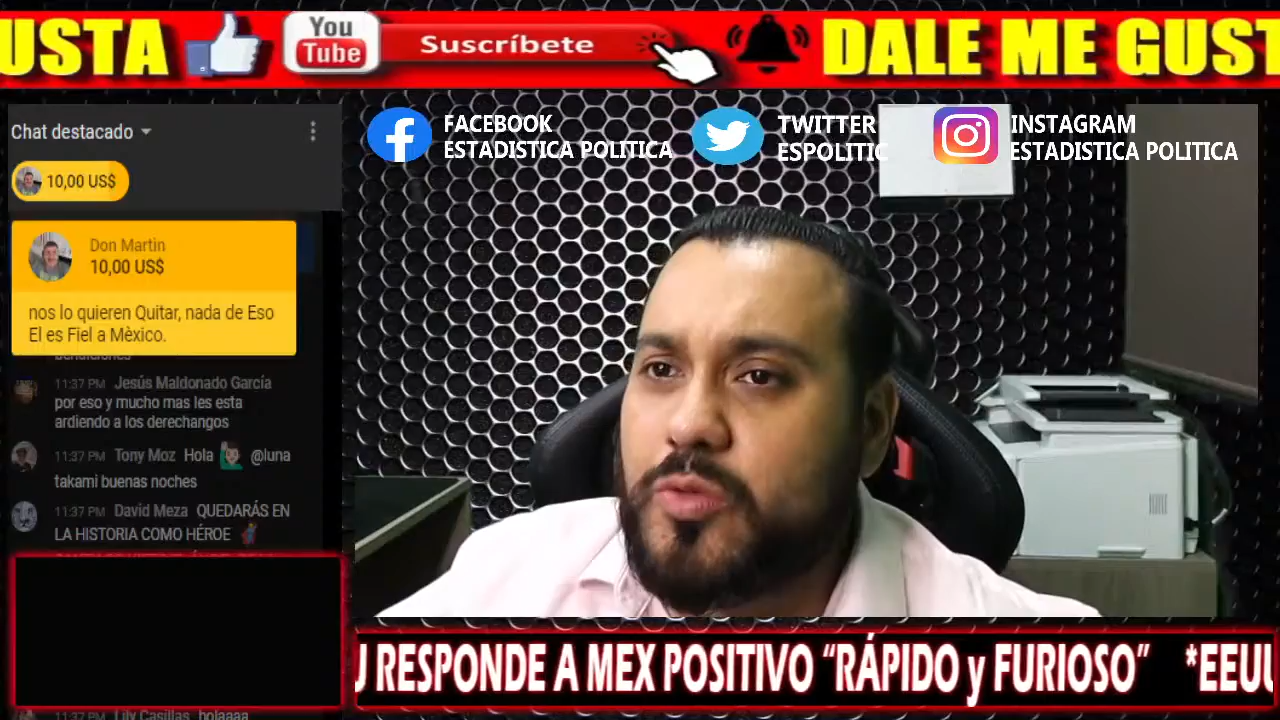 USTA
You
Tube
Suscríbete
DALE ME GUST
Chat destacado
10,00 US$
Don Martin
10,00 US$
nos lo quieren Quitar, nada de Eso
El es Fiel a Mèxico.
bendiciones
11:37 PM Jesús Maldonado García
por eso y mucho mas les esta
ardiendo a los derechangos
11:37 PM Tony Moz Hola @luna
takami buenas noches
11:37 PM David Meza QUEDARÁS EN
LA HISTORIA COMO HÉROE
11:37 PM Lily Casillas holaaaa
FACEBOOK
ESTADISTICA POLITICA
TWITTER
ESPOLITIC
INSTAGRAM
ESTADISTICA POLITICA
U RESPONDE A MEX POSITIVO “RÁPIDO y FURIOSO” *EEUU